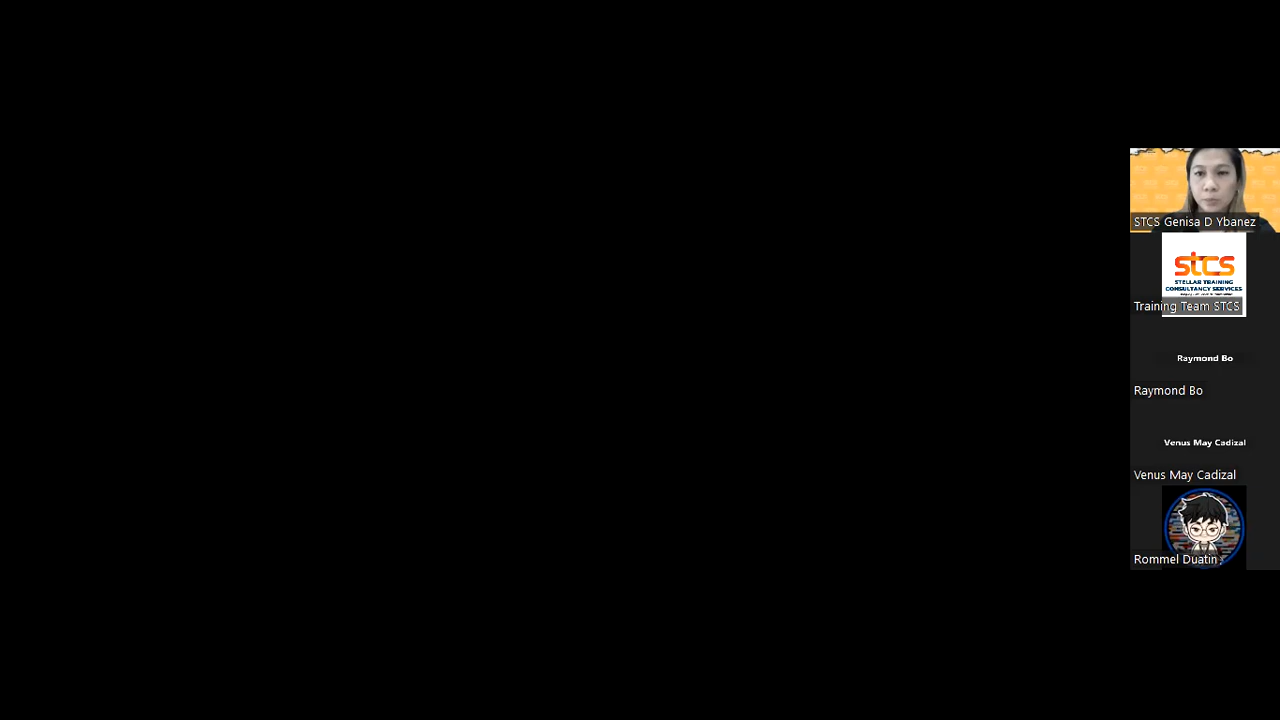 STCS Genisa D Ybanez
stcs
STELLAR TRAINING
CONSULTANCY SERVICES
Training Team STCS
Raymond Bo
Raymond Bo
Venus May Cadizal
Venus May Cadizal
Rommel Duatin